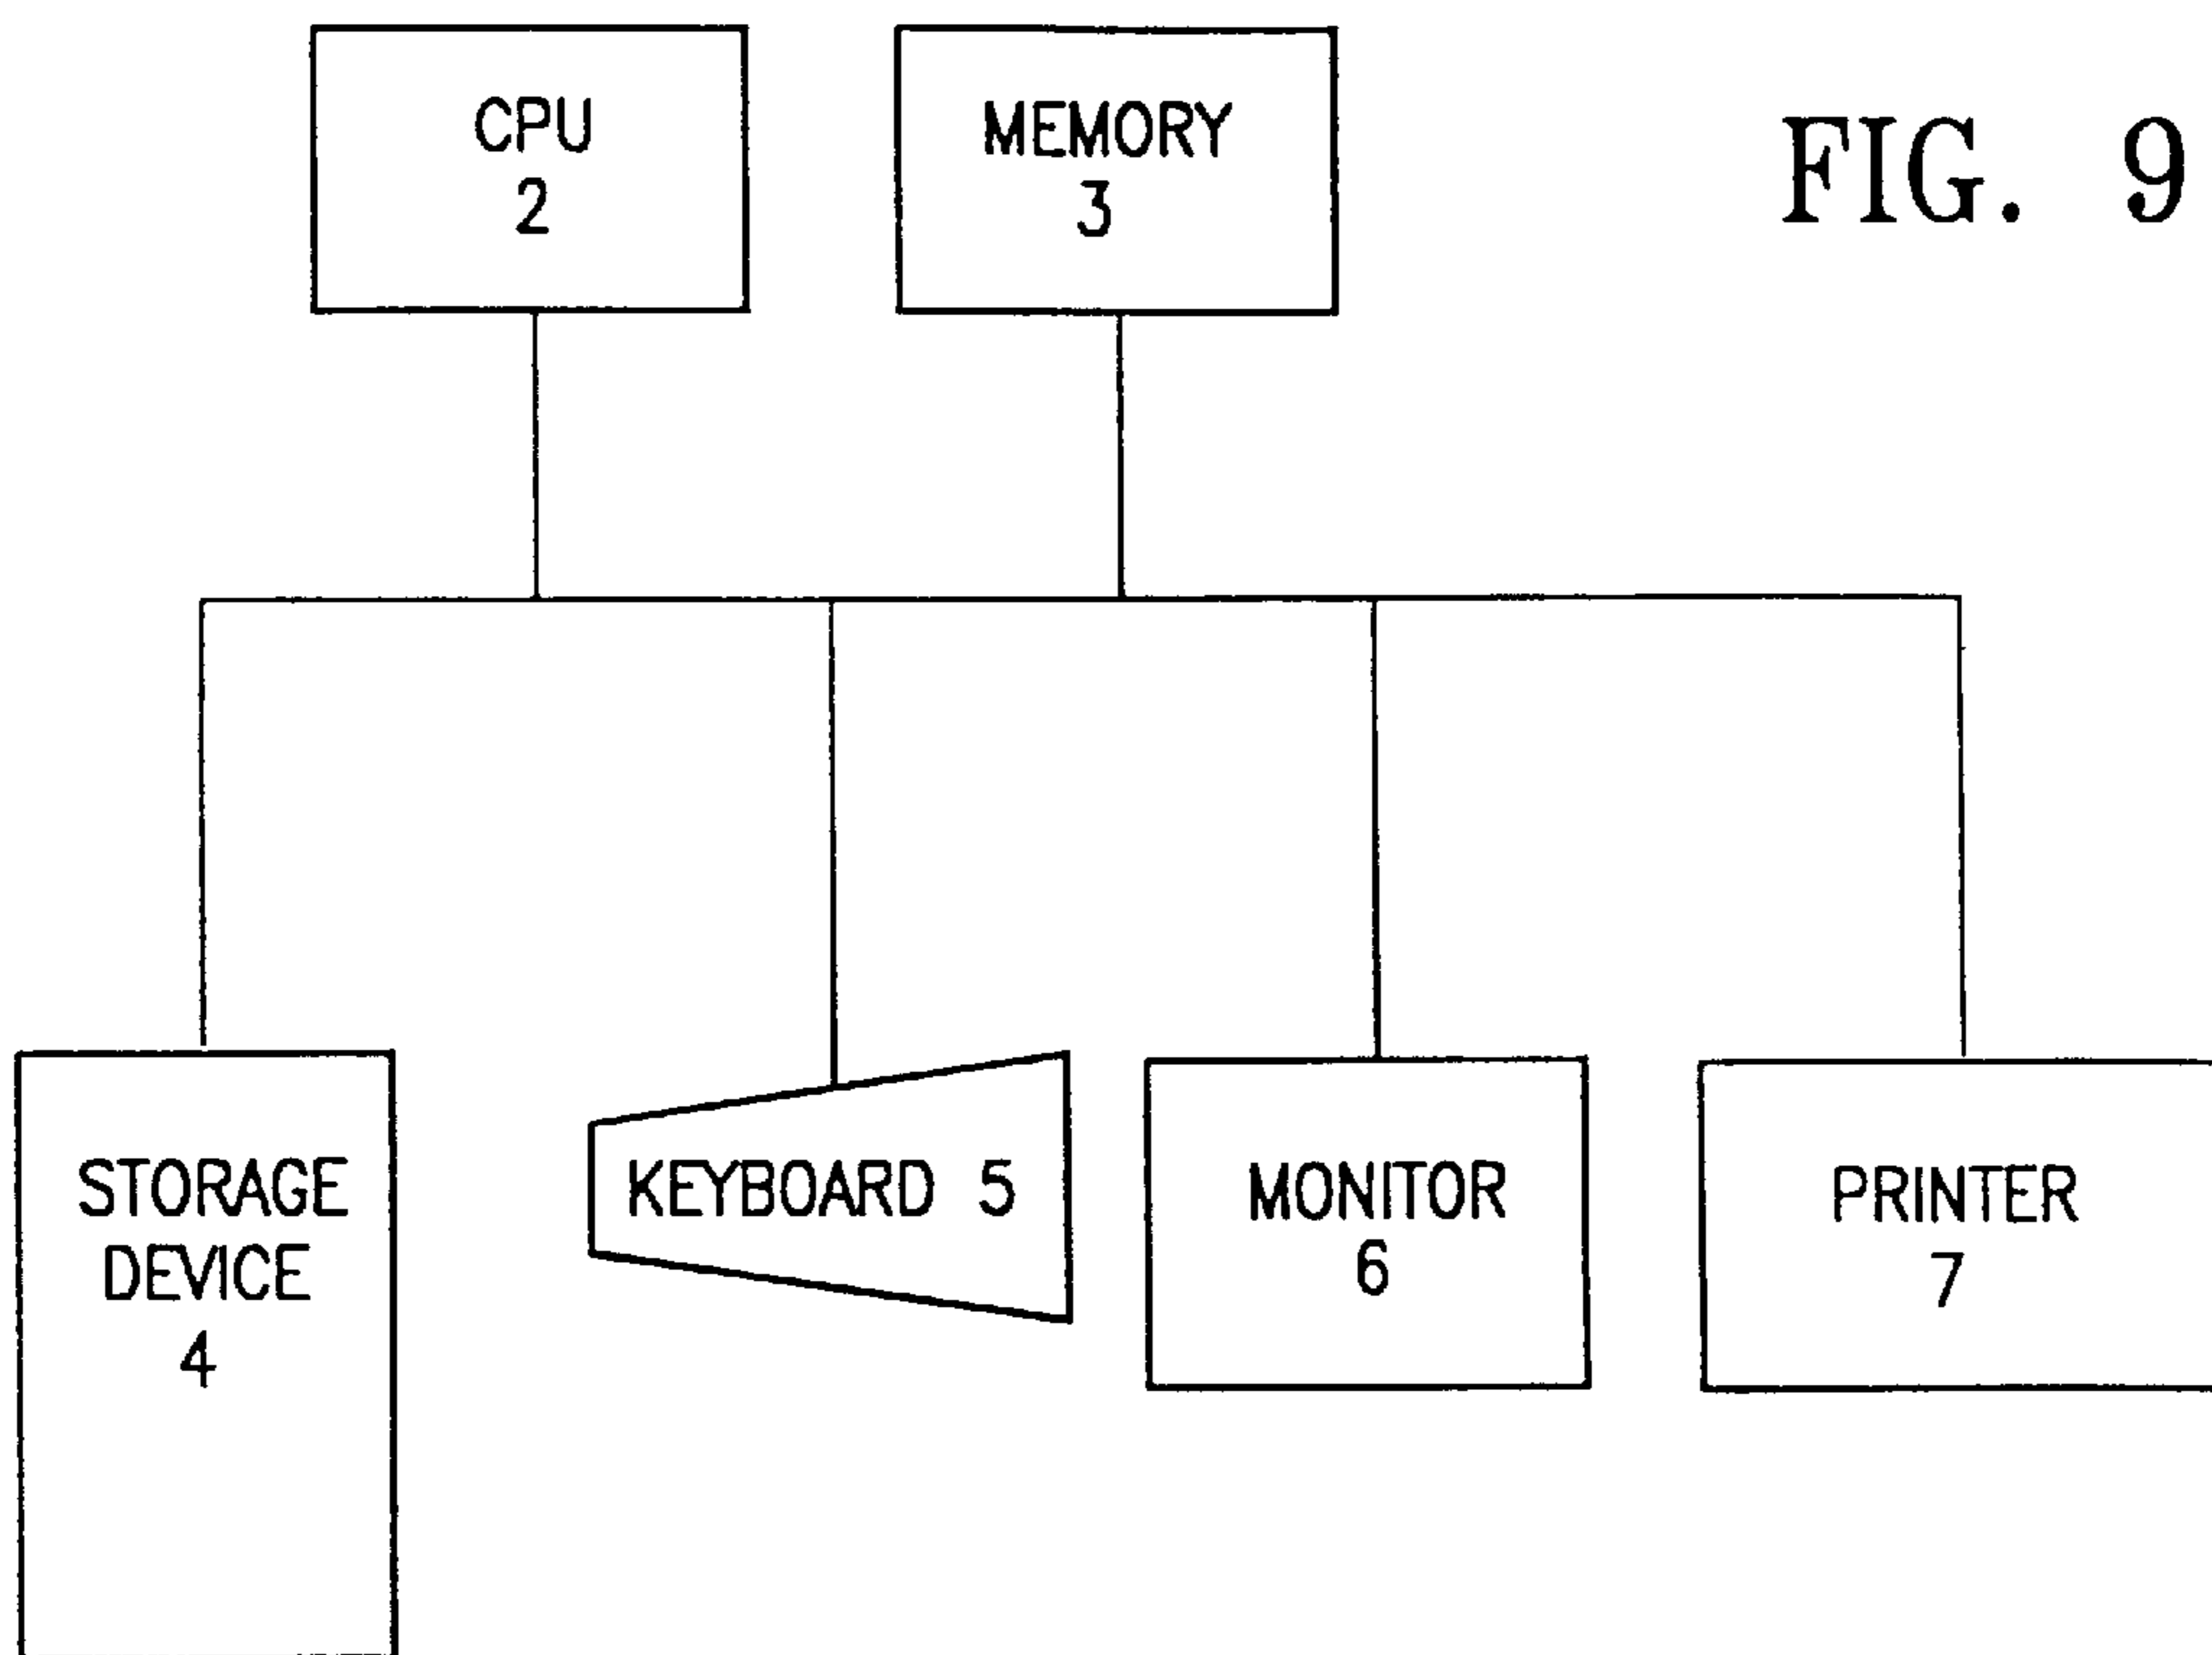 CPU
2
MEMORY
3
FIG. 9
STORAGE
DEVICE
4
KEYBOARD 5
MONITOR
6
PRINTER
7